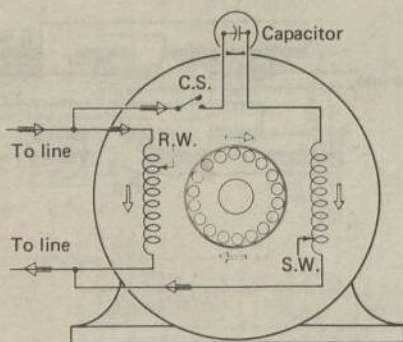 Capacitor
C.S.
To line
R.W.
To line
S.W.